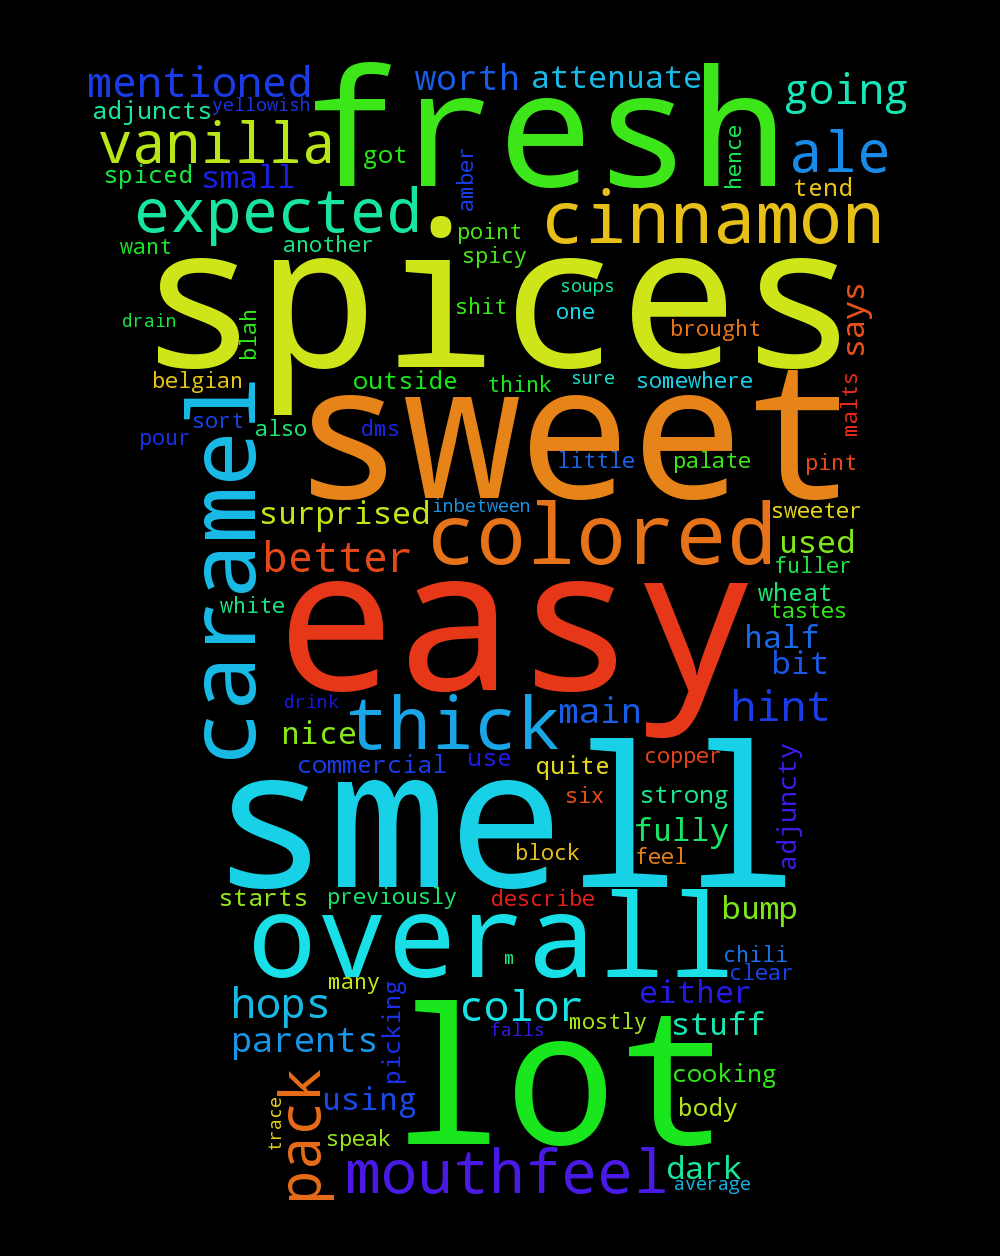 mentioned fresh worth attenuate going
adjuncts yellowish
vanilla got hence ale
spiced small amber tend
expected cinnamon
want another point
spicy
spices soups
shit one says
drain blah brought
belgian outside think sure somewhere
caramel sweet malts
sort also dms
pour little palate pint
surprised inbetween colored sweeter
better used
fuller
easy wheat
white tastes
half
bit
drink thick main hint
nice
commercial use quite copper
smell six strong adjuncty
fully
block feel
starts previously describe bump
overall chili
m clear
many either
hops picking color mostly stuff
parents lot falls
cooking
pack using body
trace speak
mouthfeel dark
average